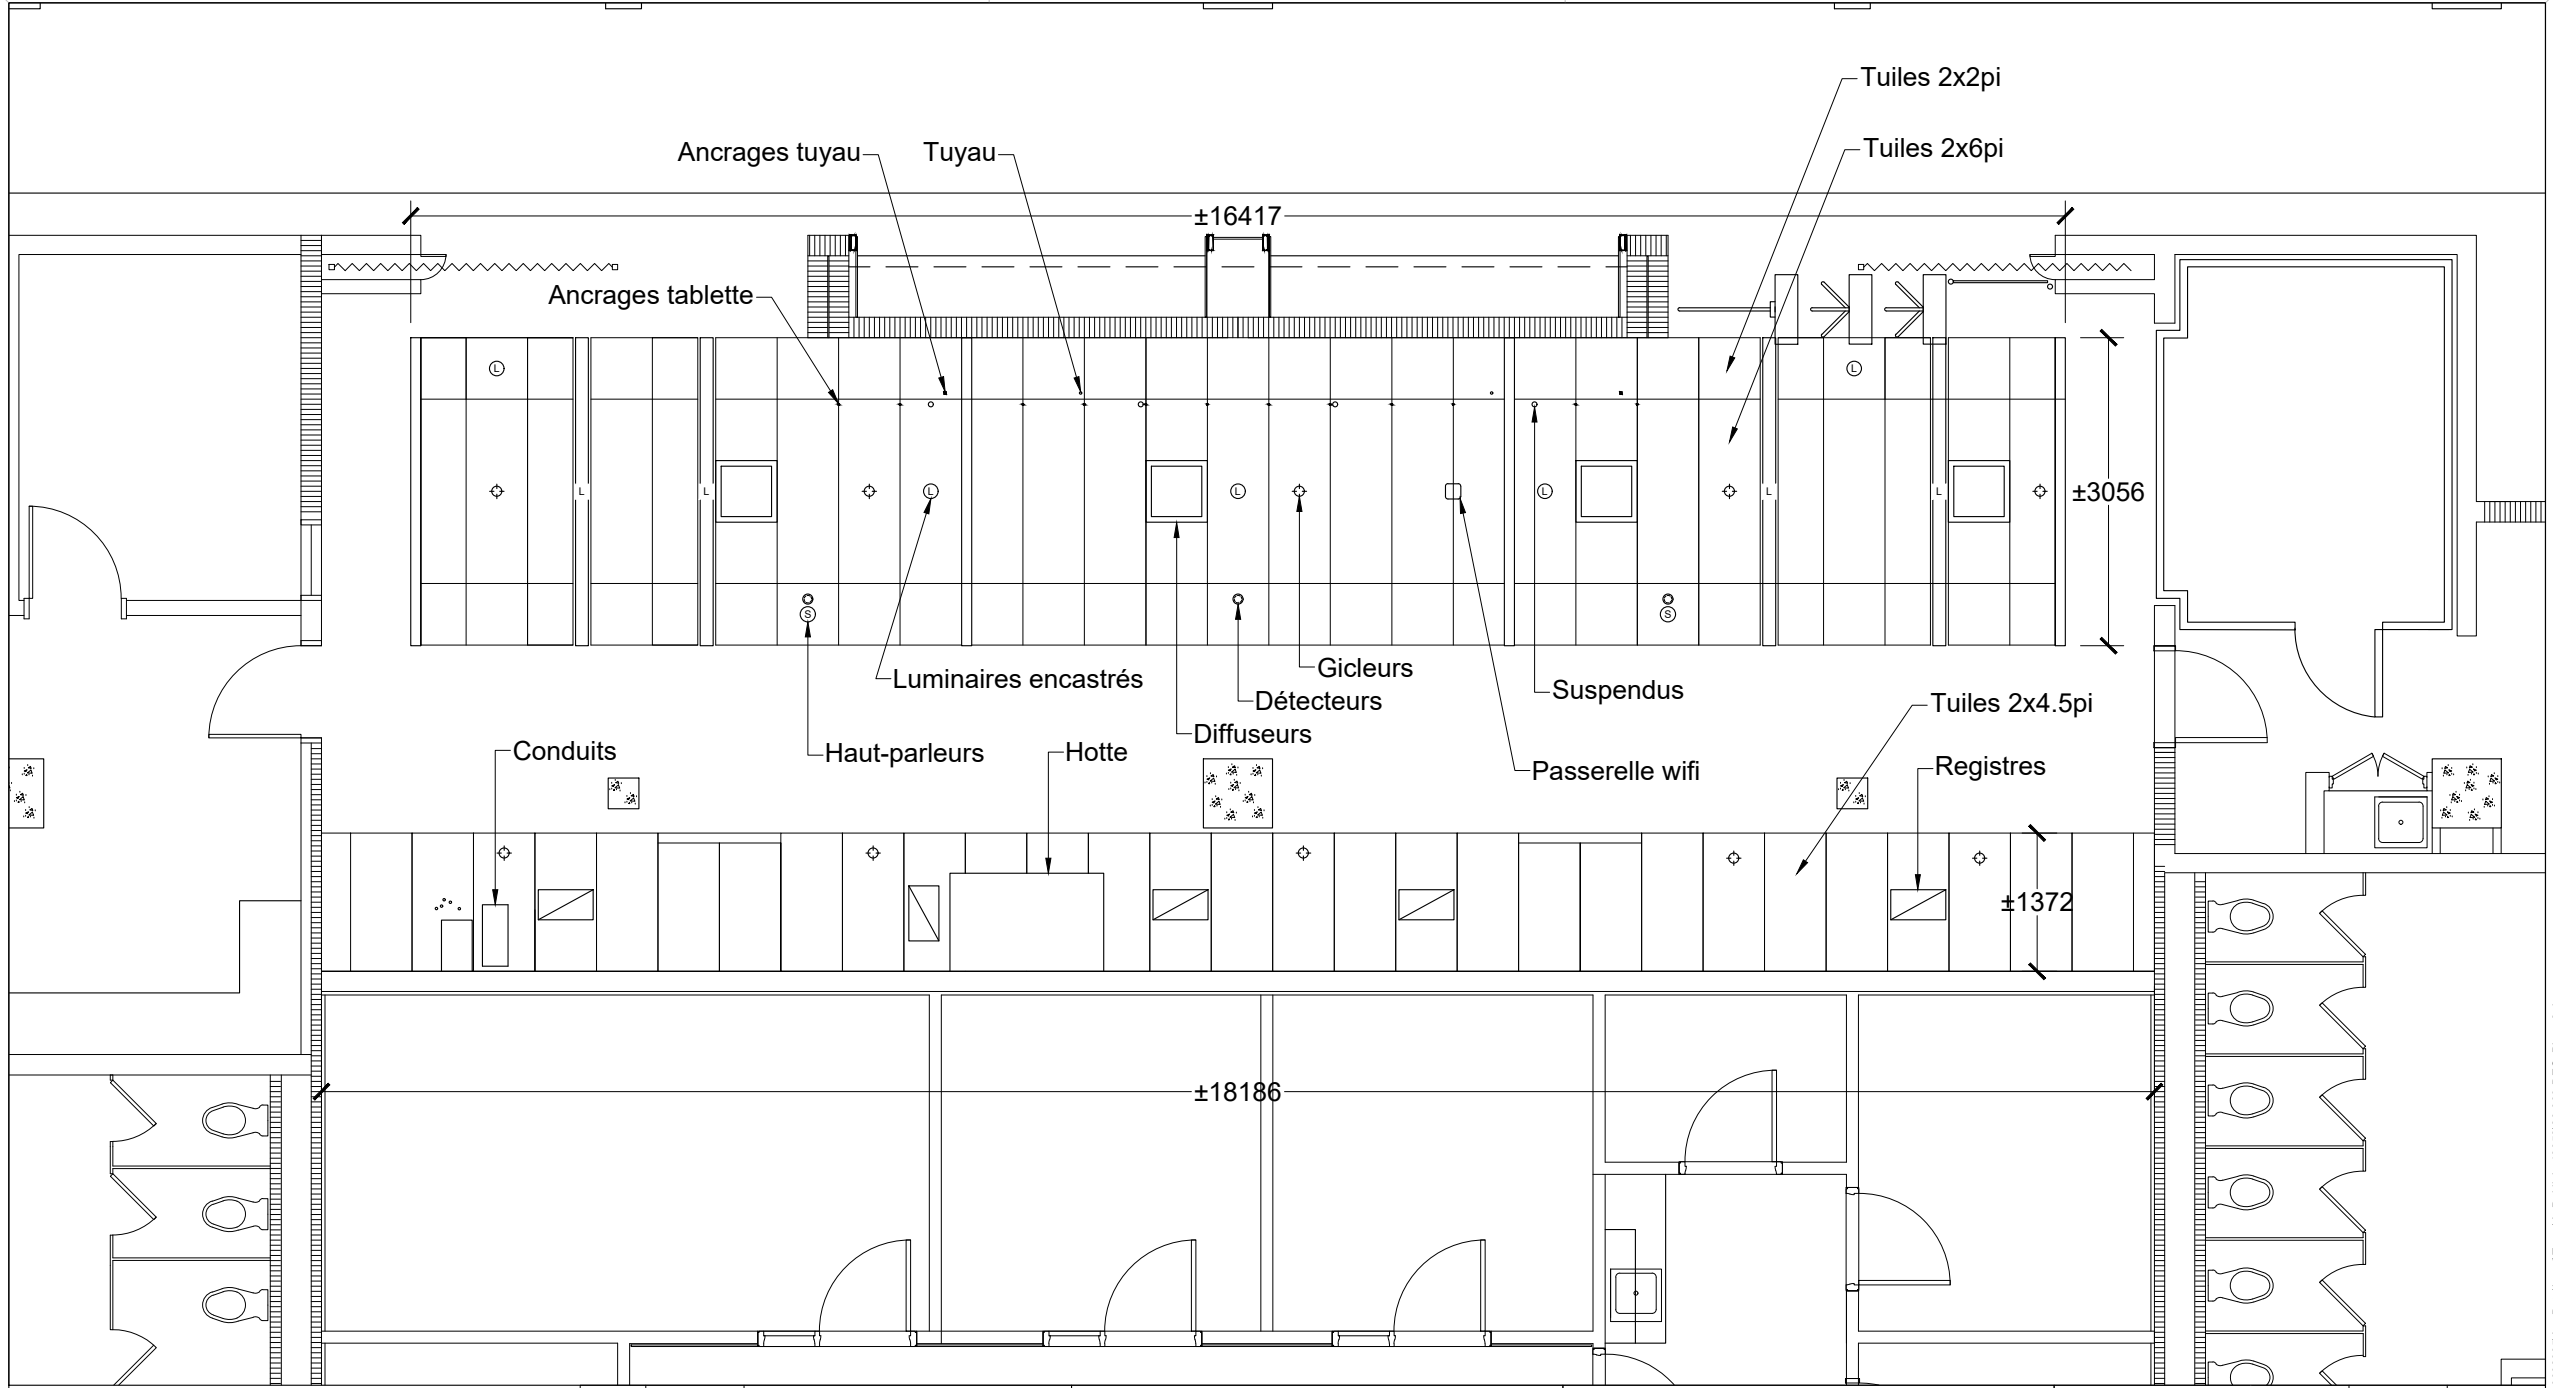 Tuiles 2x2pi
Tuiles 2x6pi
Ancrages tuyau
Tuyau
±16417
Ancrages tablette
L
L
L
L
L
L
L
L
L
±3056
S
S
Luminaires encastrés
Gicleurs
Suspendus
Détecteurs
Tuiles 2x4.5pi
Diffuseurs
Conduits
Haut-parleurs
Hotte
Passerelle wifi
Registres
±1372
±18186